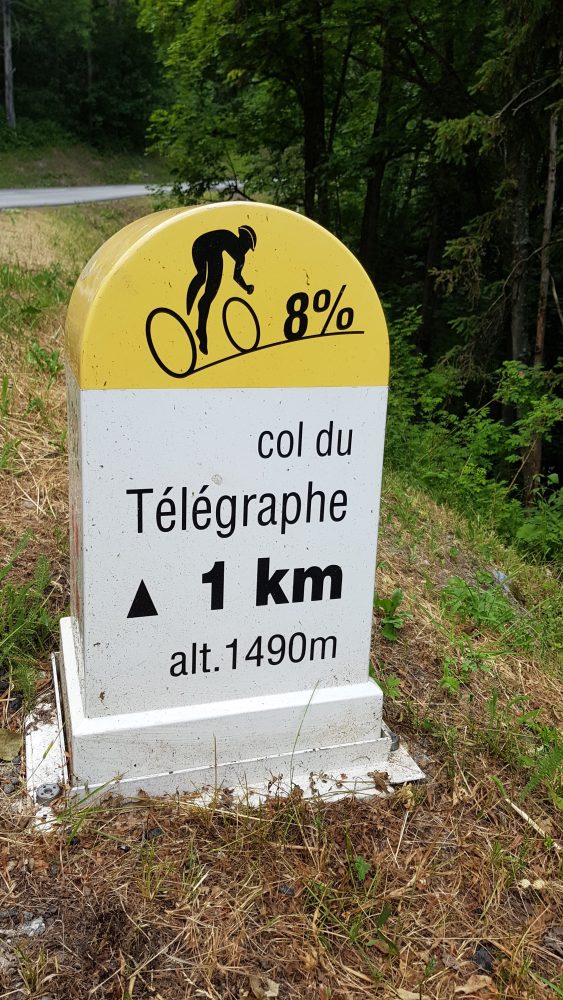 8%
col du
Télégraphe
▲ 1 km
alt.1490m